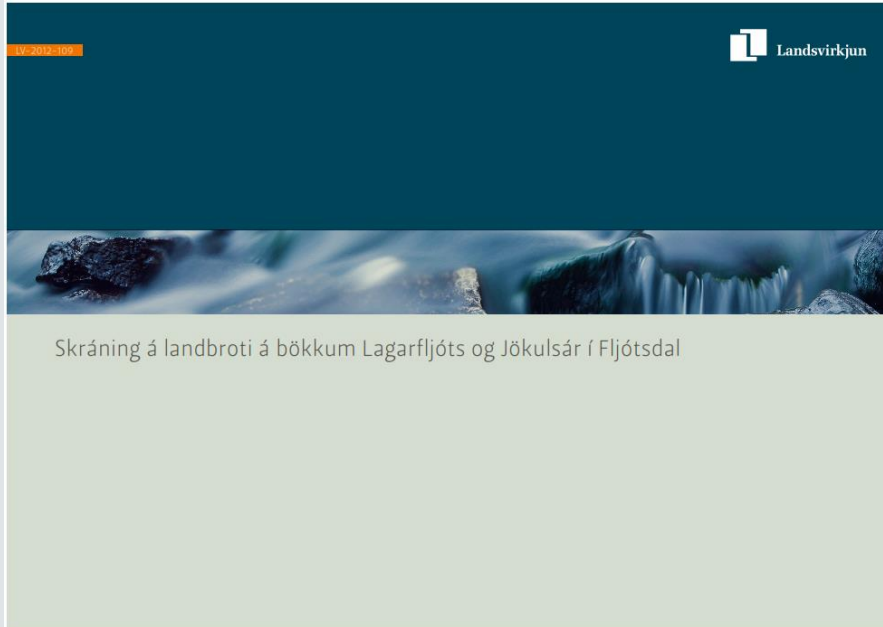 LV-2012-109
Landsvirkjun
Skráning á landbroti á bökkum Lagarfljóts og Jökulsár í Fljótsdal